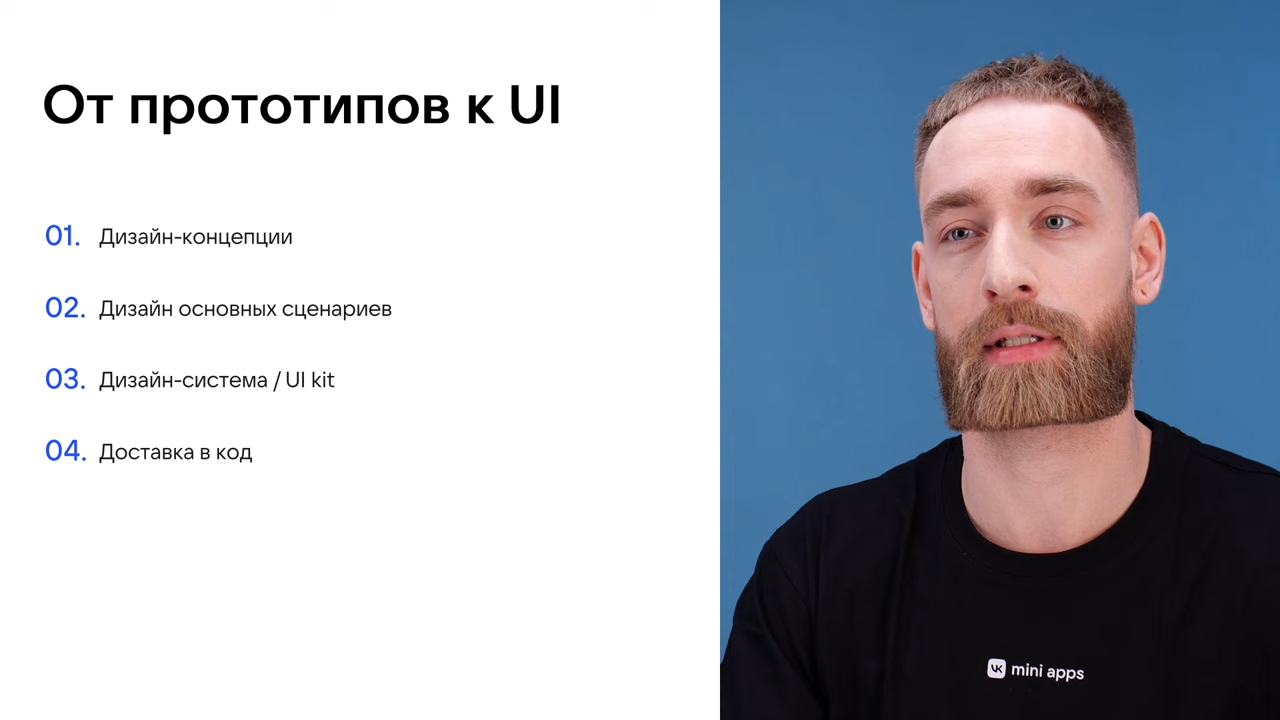 От прототипов к UI
01. Дизайн-концепции
02. Дизайн основных сценариев
03. Дизайн-система / UI kit
04. Доставка в код
VK mini apps